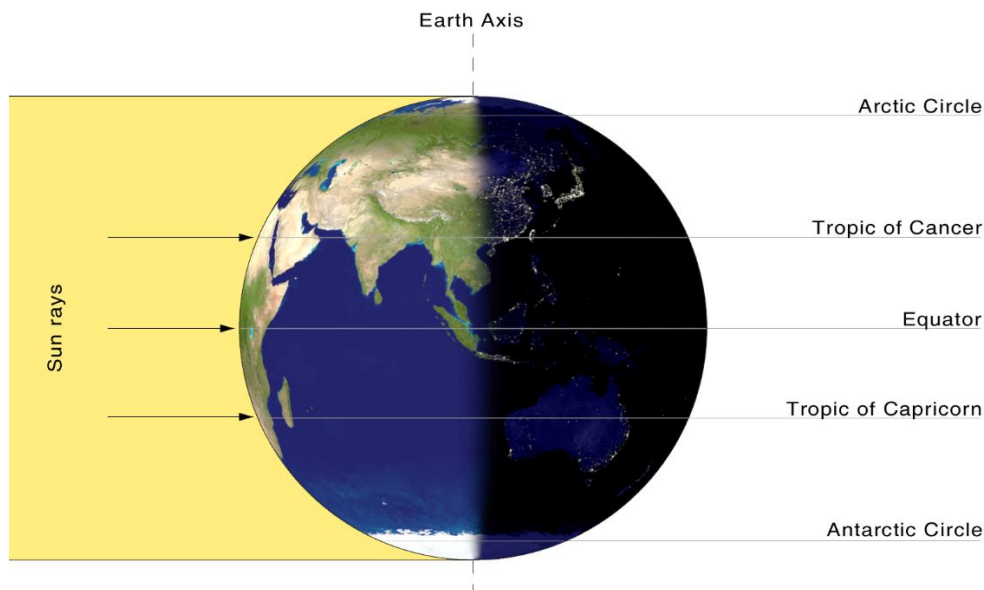 Earth Axis
Arctic Circle
Tropic of Cancer
Sun rays
Equator
Tropic of Capricorn
Antarctic Circle